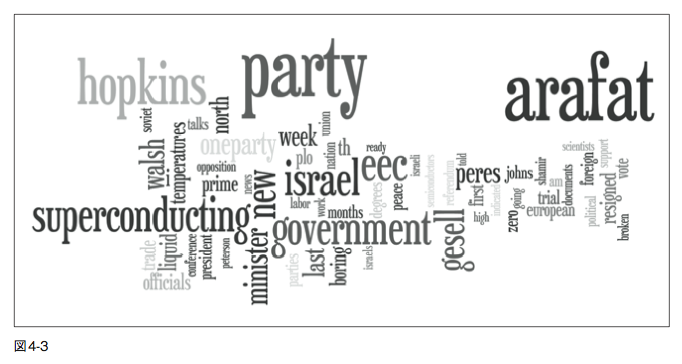 hopkins
party
arafat
soviet
talks
north
union
week
walsh
temperatures
oneparty
opposition
prime
news
new
plo
nation
th
ready
israel
eec
israeli
labor
work
months
degrees
peace
semiconductors
referendum
told
peres
first
high
indicated
johns
going
zero
shamir
am
trial
documents
european
scientists
foreign
support
political
resigned
vote
broken
superconducting
government
gesell
trade
liquid
officials
conference
president
peterson
minister
parties
last
boring
israels
図4-3